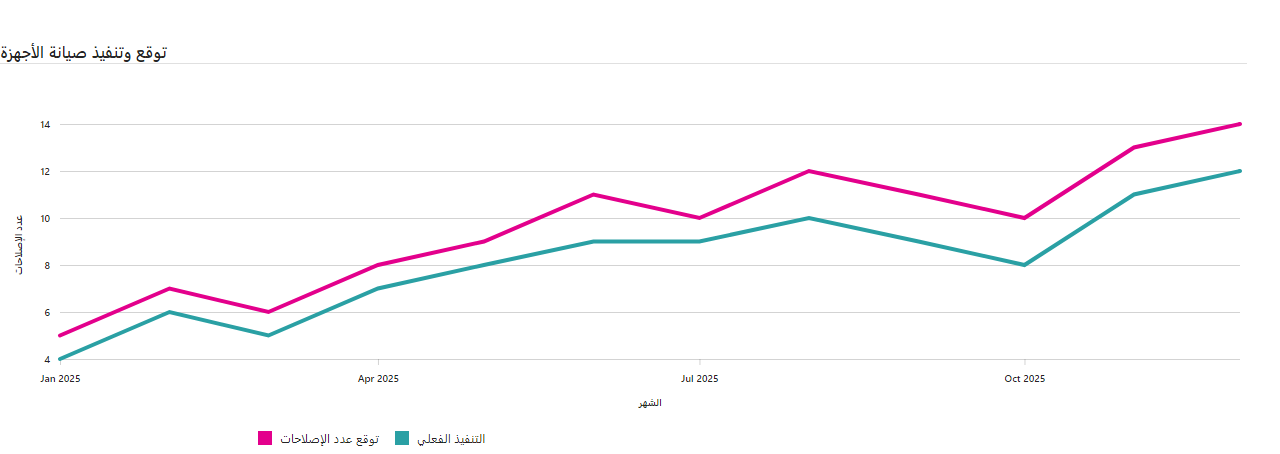 توقع وتنفيذ صيانة الأجهزة
14
12
10
8
6
4
عدد الإصلاحات
Jan 2025
Apr 2025
Jul 2025
Oct 2025
الشهر
توقع عدد الإصلاحات
التنفيذ الفعلي